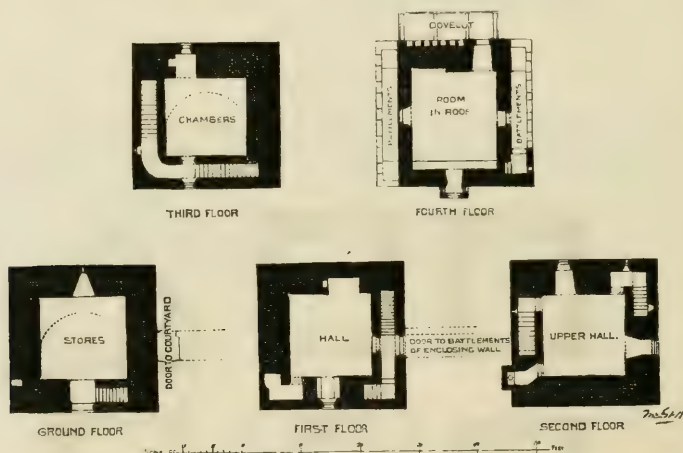 DOVECOT
CHAMBERS
BATTLEMENTS
ROOM
IN ROOF
BATTLEMENTS
THIRD FLOOR
FOURTH FLOOR
STORES
DOOR TO COURTYARD
HALL
DOOR TO BATTLEMENTS
OF ENCLOSING WALL
UPPER HALL.
GROUND FLOOR
FIRST FLOOR
SECOND FLOOR
FEET